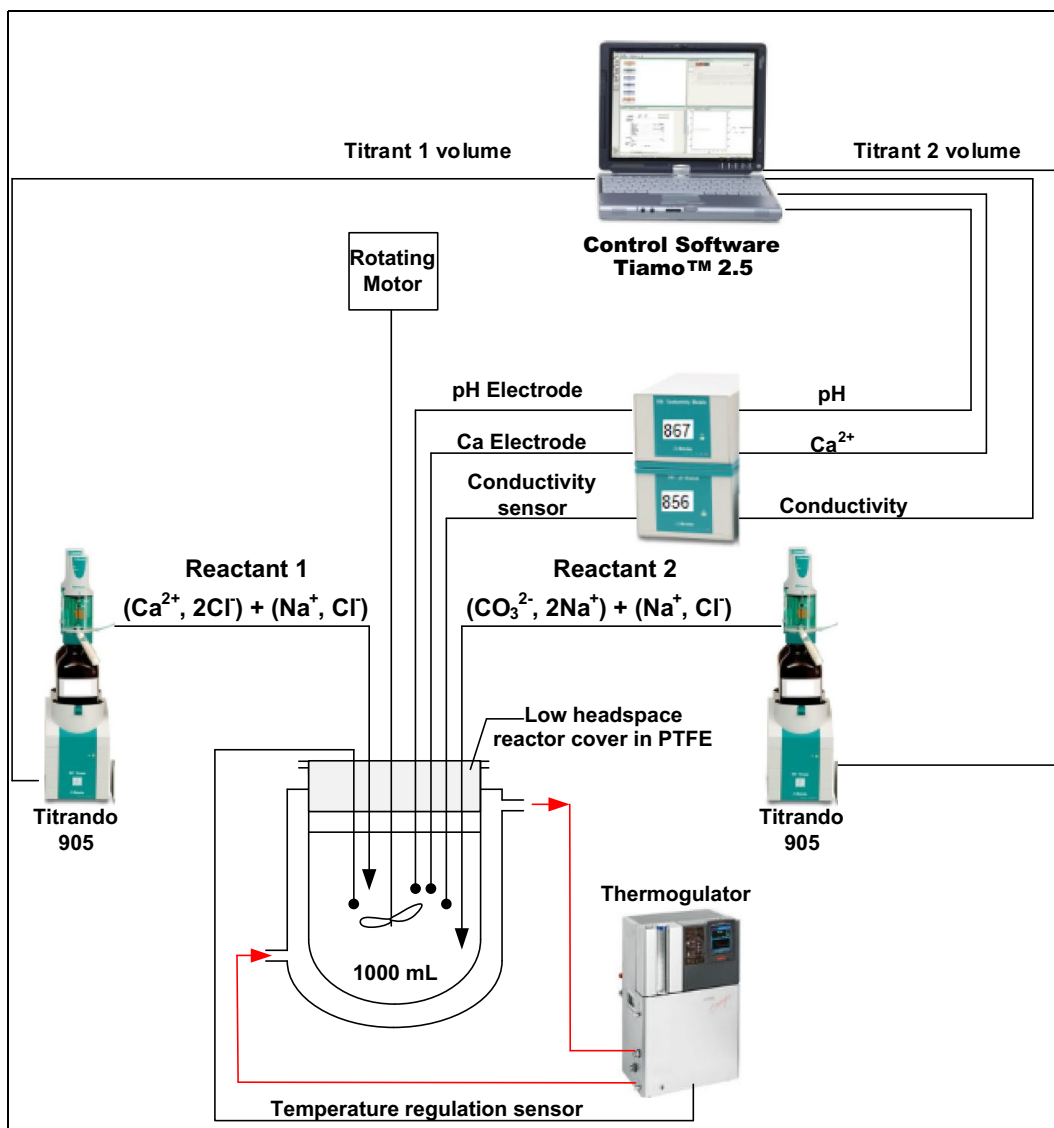 Titrant 1 volume
Titrant 2 volume
Control Software
Tiamo™ 2.5
Rotating
Motor
pH Electrode
pH
867
Ca Electrode
Ca²⁺
Conductivity
sensor
856
Conductivity
Reactant 1
(Ca²⁺, 2Cl⁻) + (Na⁺, Cl⁻)
Reactant 2
(CO₃²⁻, 2Na⁺) + (Na⁺, Cl⁻)
Low headspace
reactor cover in PTFE
Titrando
905
Titrando
905
Thermogulator
1000 mL
Temperature regulation sensor